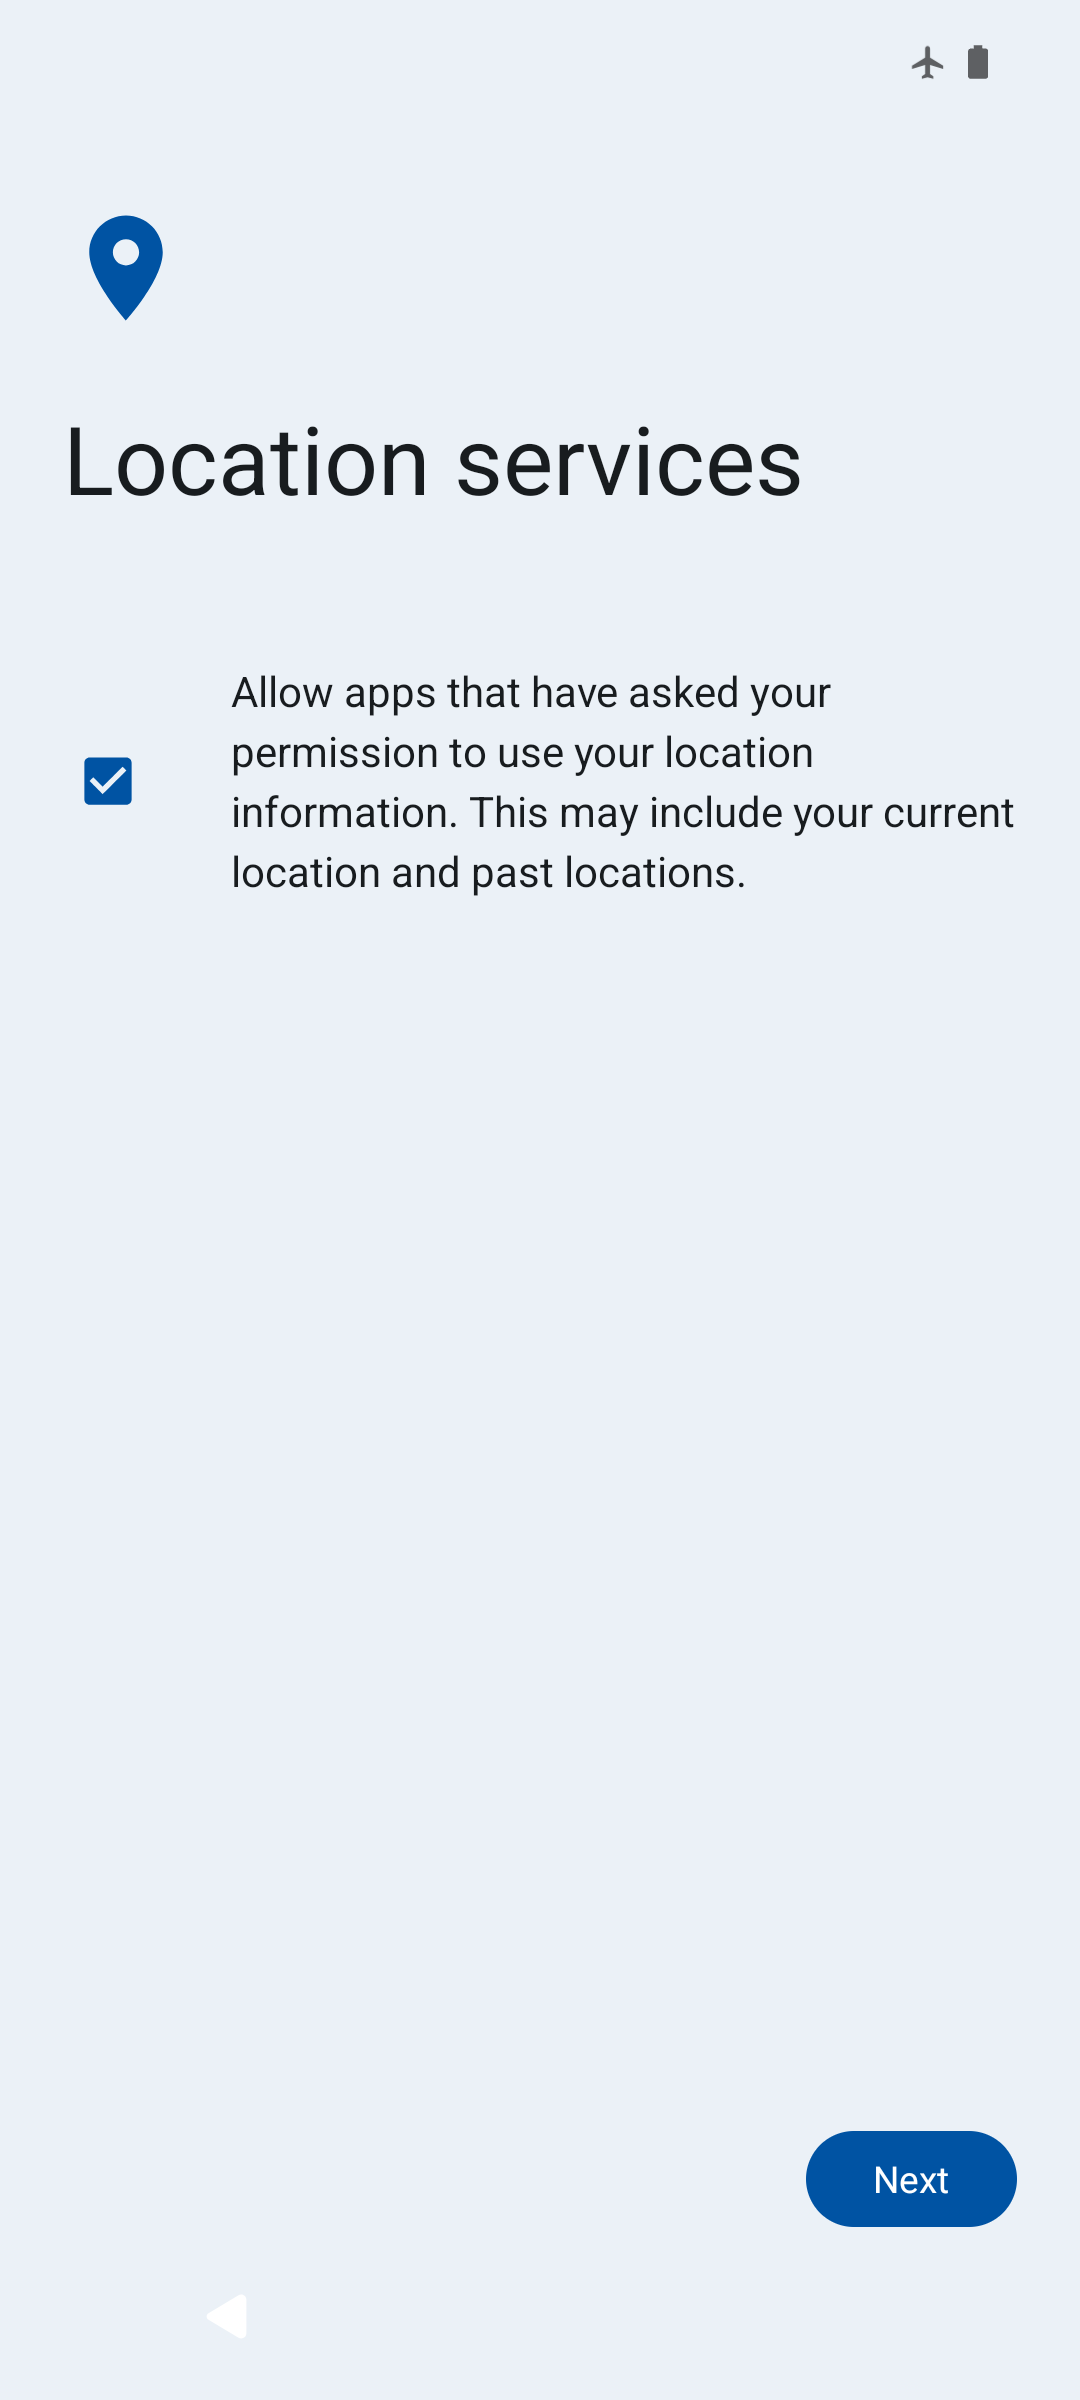 Location services
Allow apps that have asked your
permission to use your location
information. This may include your current
location and past locations.
Next